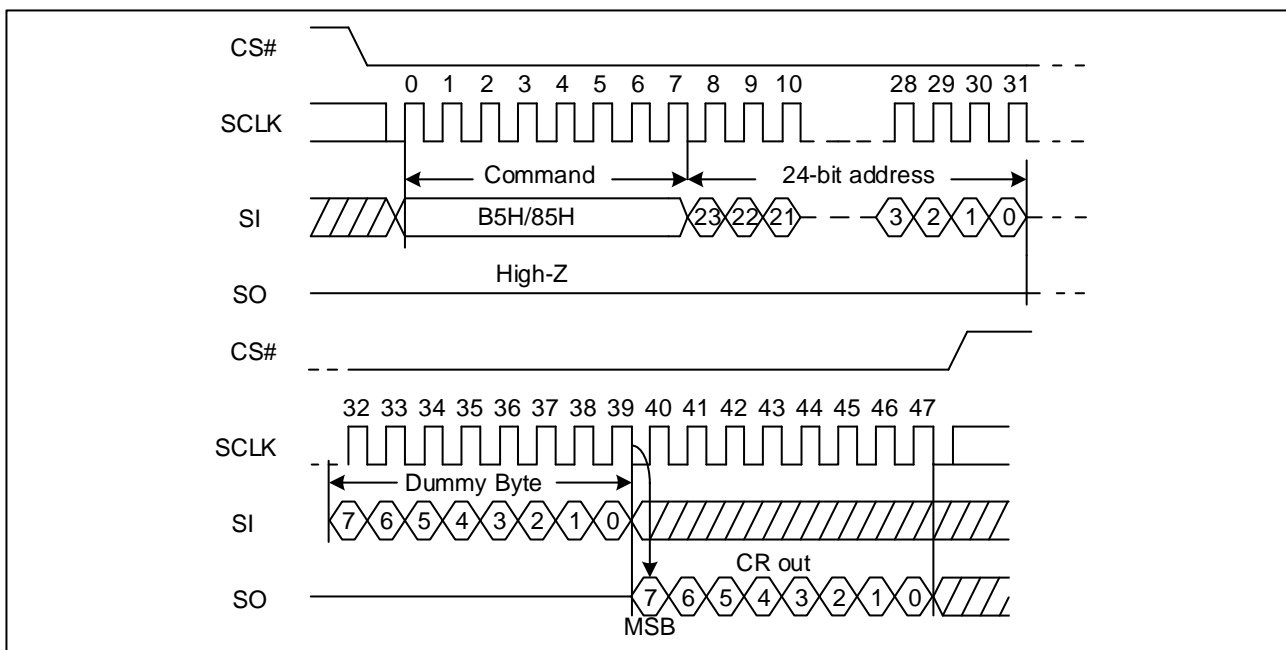 CS#
0 1 2 3 4 5 6 7 8 9 10 28 29 30 31
SCLK
Command 24-bit address
SI B5H/85H 23 22 21 3 2 1 0
High-Z
SO
CS#
32 33 34 35 36 37 38 39 40 41 42 43 44 45 46 47
SCLK
Dummy Byte
SI 7 6 5 4 3 2 1 0
CR out
SO 7 6 5 4 3 2 1 0
MSB